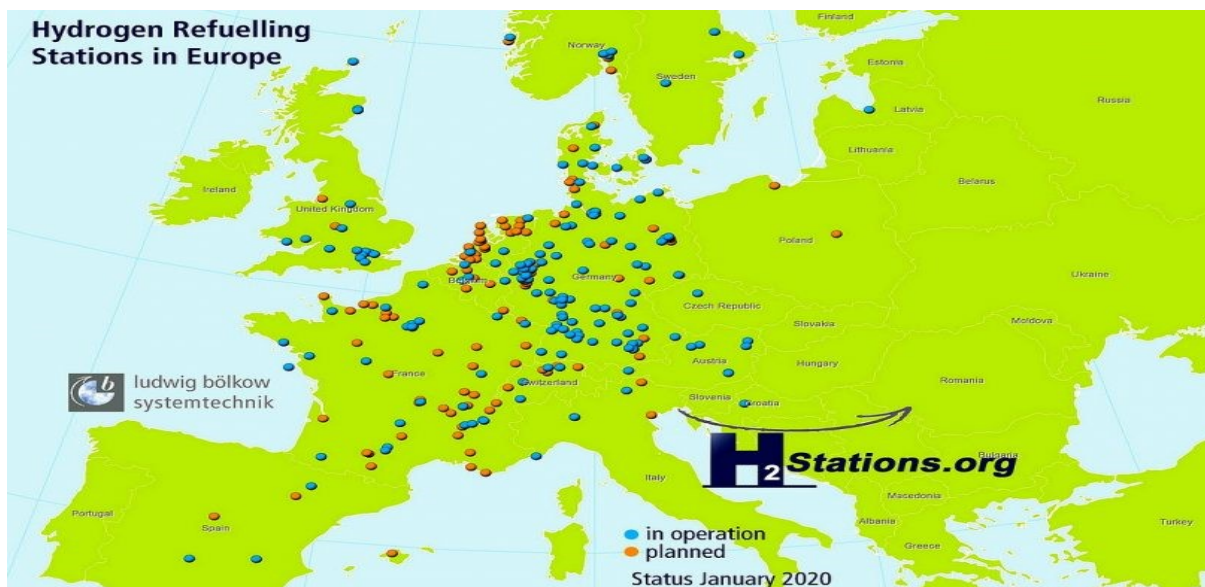 Hydrogen Refuelling
Stations in Europe
Finland
Norway
Sweden
Estonia
Russia
Latvia
Lithuania
Ireland
United Kingdom
Belarus
Poland
Belgium
Germany
Ukraine
Czech Republic
Slovakia
Moldova
Austria
Hungary
France
Switzerland
Romania
Slovenia
Croatia
ludwig bölkow
systemtechnik
H2Stations.org
Bulgaria
Italy
Macedonia
Portugal
Spain
Albania
Turkey
Greece
in operation
planned
Status January 2020